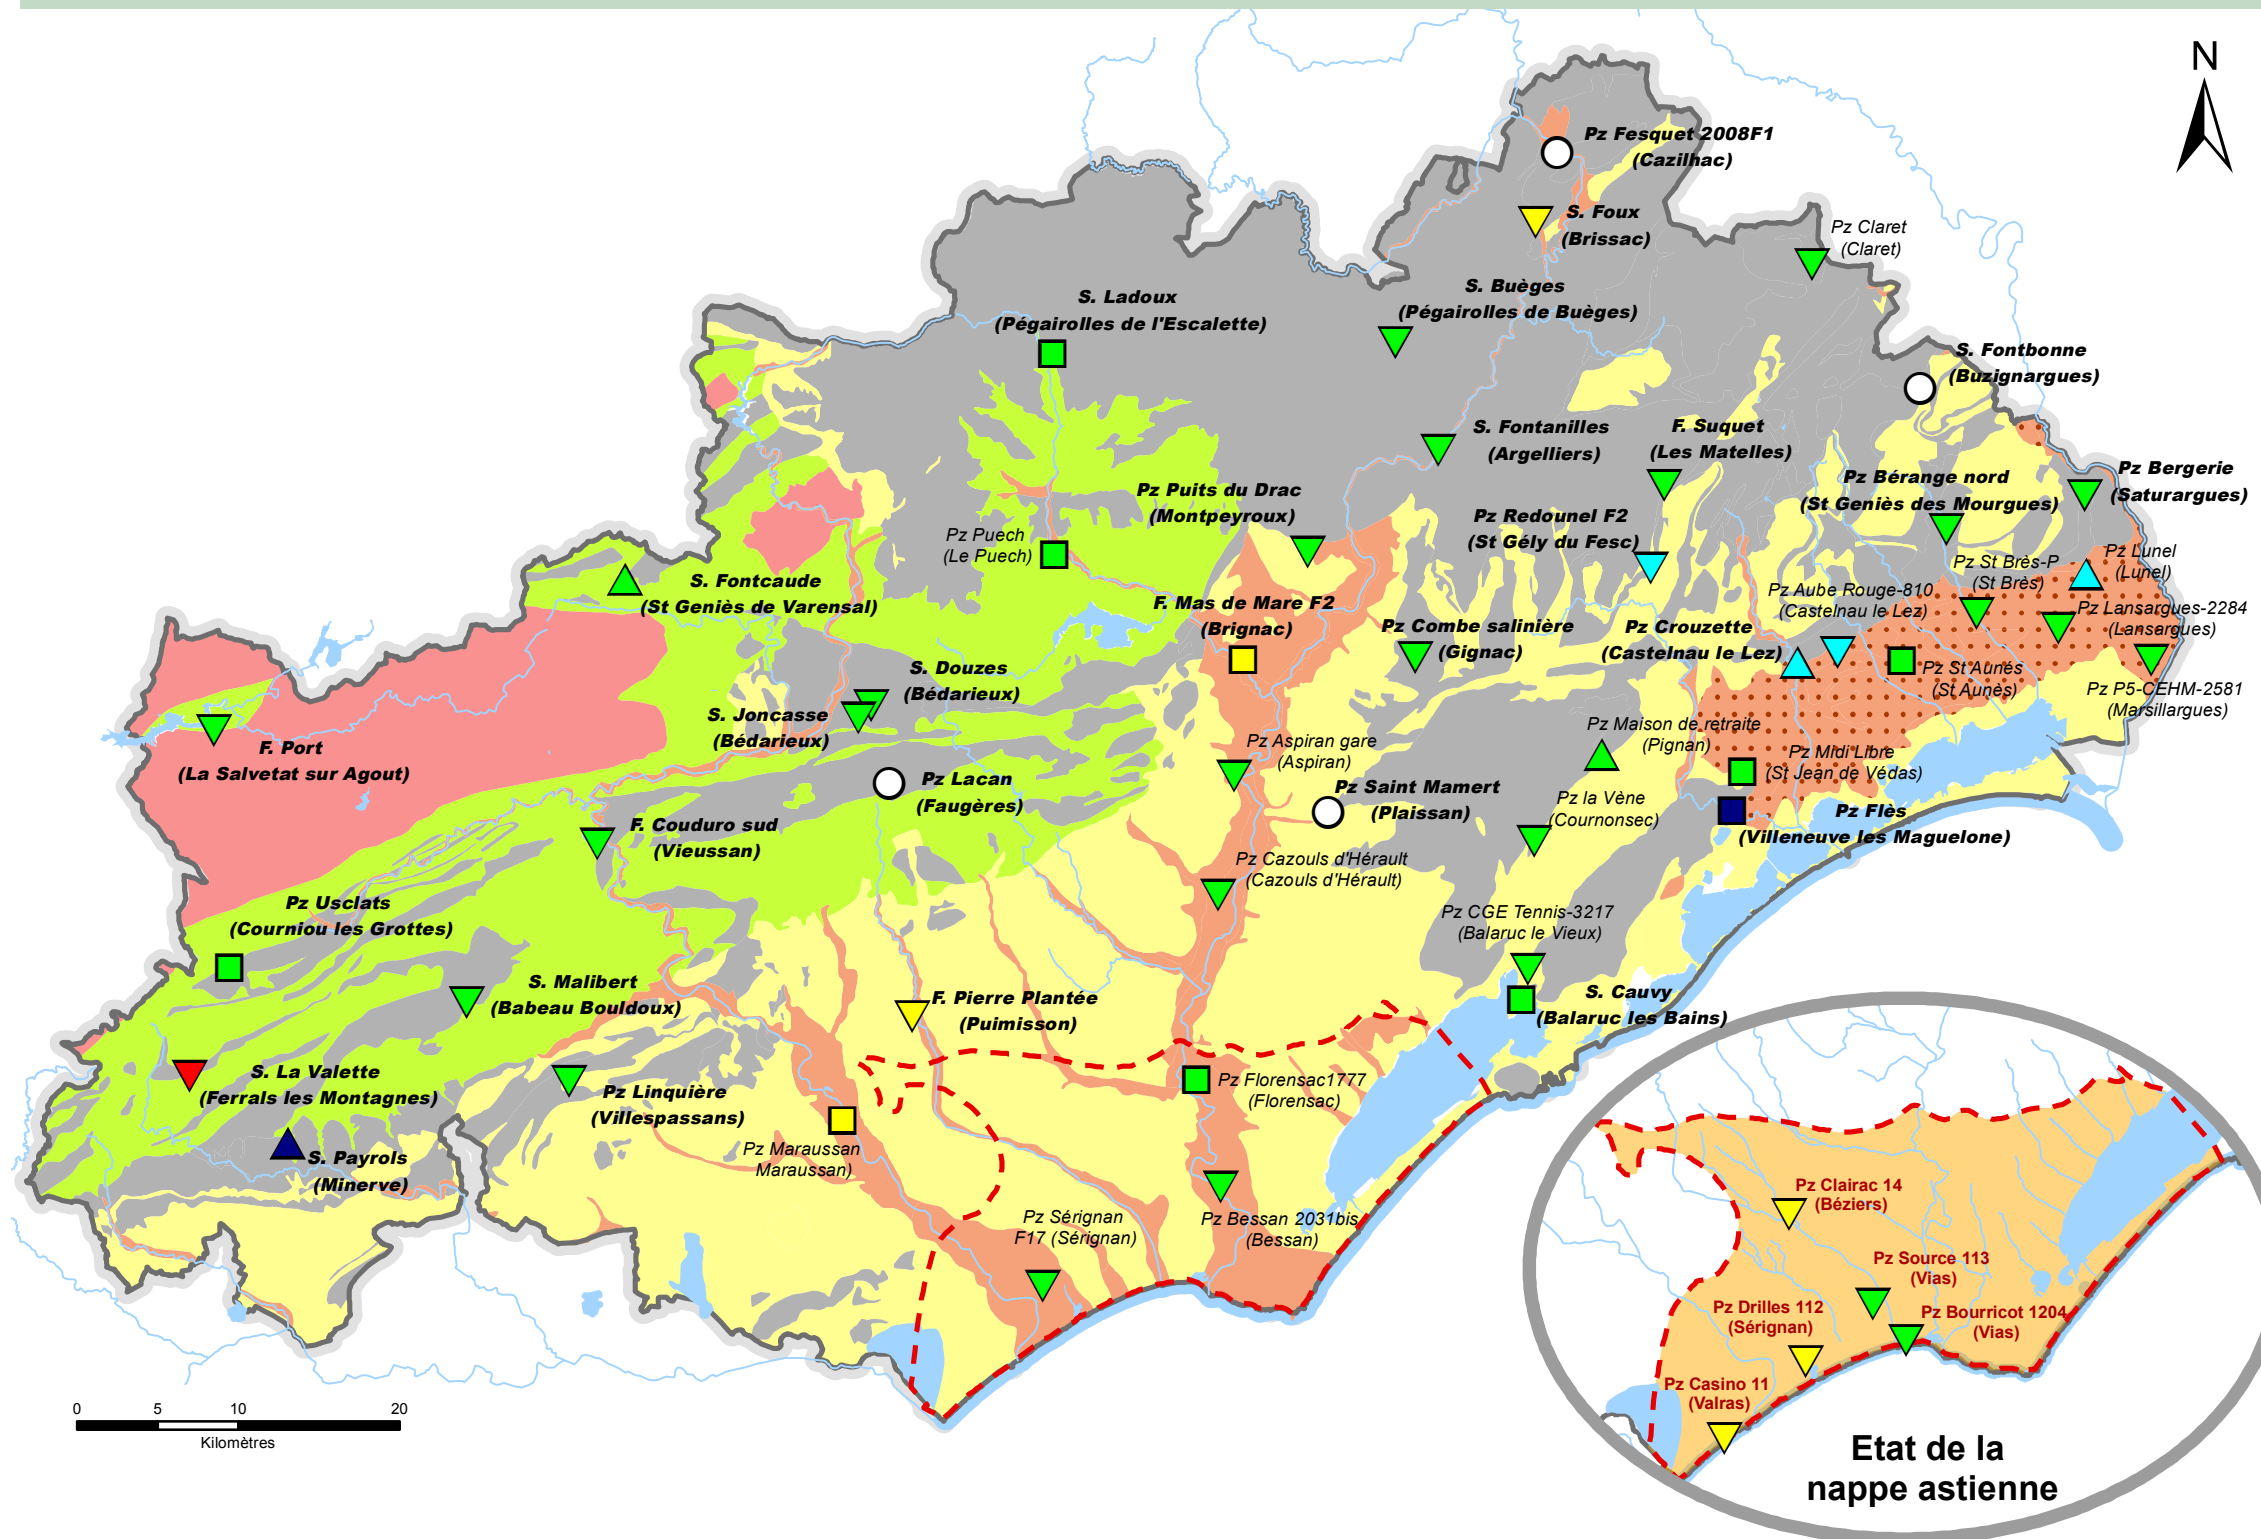 N
Pz Fesquet 2008F1
(Cazilhac)
S. Foux
(Brissac)
Pz Claret
(Claret)
S. Buèges
(Pégairolles de Buèges)
S. Ladoux
(Pégairolles de l'Escalette)
S. Fontbonne
(Buzignargues)
S. Fontanilles
(Argelliers)
F. Suquet
(Les Matelles)
Pz Bérange nord
(St Geniès des Mourgues)
Pz Bergerie
(Saturargues)
Pz Puits du Drac
(Montpeyroux)
Pz Redounel F2
(St Gély du Fesc)
Pz Puech
(Le Puech)
Pz St Brès-P
(St Brès)
Pz Lunel
(Lunel)
S. Fontcaude
(St Geniès de Varensal)
Pz Aube Rouge-810
(Castelnau le Lez)
F. Mas de Mare F2
(Brignac)
Pz Lansargues-2284
(Lansargues)
Pz Combe salinière
(Gignac)
Pz Crouzette
(Castelnau le Lez)
S. Douzes
(Bédarieux)
Pz St Aunés
(St Aunès)
Pz P5-CEHM-2581
(Marsillargues)
S. Joncasse
(Bédarieux)
F. Port
(La Salvetat sur Agout)
Pz Maison de retraite
(Pignan)
Pz Aspiran gare
(Aspiran)
Pz Midi Libre
(St Jean de Védas)
Pz Lacan
(Faugères)
Pz Saint Mamert
(Plaissan)
Pz la Vène
(Cournonsec)
Pz Flès
(Villeneuve les Maguelone)
F. Couduro sud
(Vieussan)
Pz Cazouls d'Hérault
(Cazouls d'Hérault)
Pz Usclats
(Courniou les Grottes)
Pz CGE Tennis-3217
(Balaruc le Vieux)
S. Malibert
(Babeau Bouldoux)
F. Pierre Plantée
(Puimisson)
S. Cauvy
(Balaruc les Bains)
S. La Valette
(Ferrals les Montagnes)
Pz Linquière
(Villespassans)
Pz Florensac1777
(Florensac)
S. Payrols
(Minerve)
Pz Maraussan
Maraussan)
Pz Sérignan
F17 (Sérignan)
Pz Bessan 2031bis
(Bessan)
Pz Clairac 14
(Béziers)
Pz Source 113
(Vias)
Pz Drilles 112
(Sérignan)
Pz Bourricot 1204
(Vias)
Pz Casino 11
(Valras)
Etat de la
nappe astienne
0 5 10 20
Kilomètres